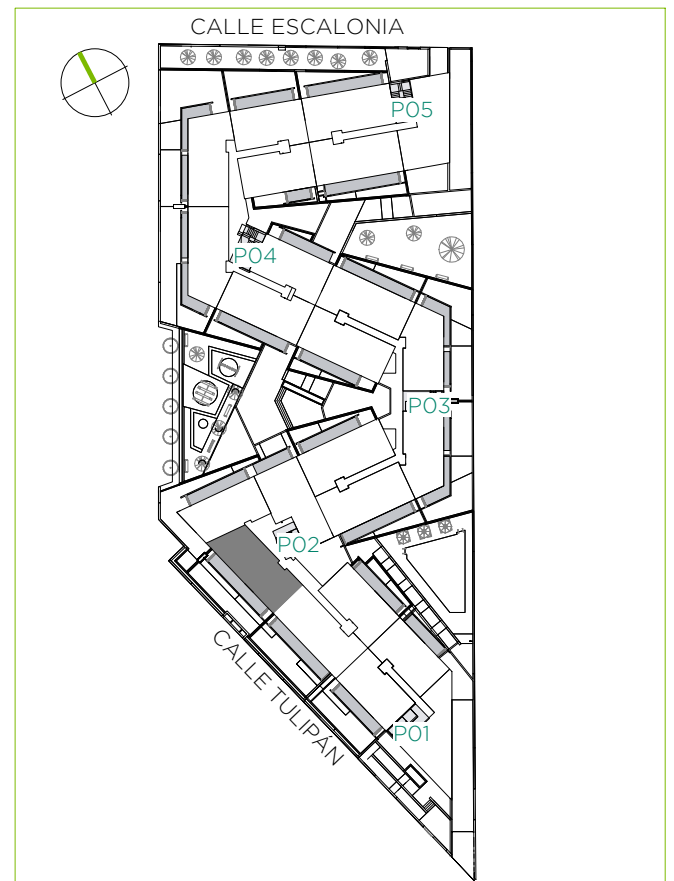 CALLE ESCALONIA
P05
P04
P03
P02
CALLE TULIPÁN
P01